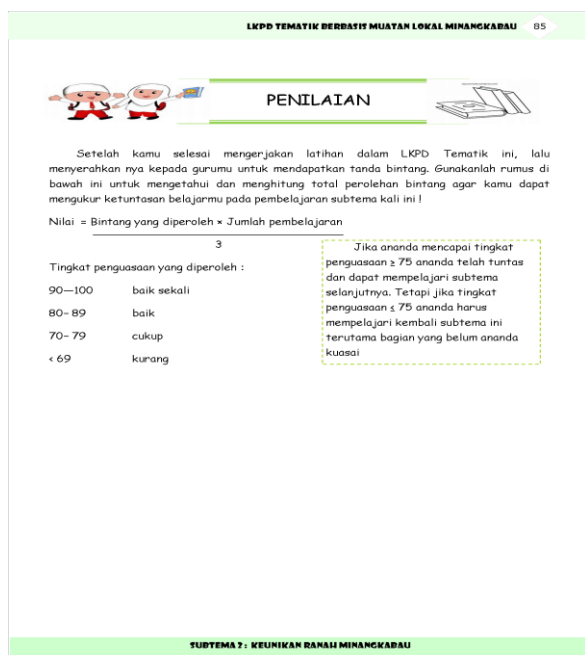 LKPD TEMATIK BERBASIS MUATAN LOKAL MINANGKABAU 85
PENILAIAN
Setelah kamu selesai mengerjakan latihan dalam LKPD Tematik ini, lalu
menyerahkan nya kepada gurumu untuk mendapatkan tanda bintang. Gunakanlah rumus di
bawah ini untuk mengetahui dan menghitung total perolehan bintang agar kamu dapat
mengukur ketuntasan belajarmu pada pembelajaran subtema kali ini !
Nilai = Bintang yang diperoleh × Jumlah pembelajaran
3
Tingkat penguasaan yang diperoleh :
90—100 baik sekali
80- 89 baik
70- 79 cukup
< 69 kurang
Jika ananda mencapai tingkat
penguasaan ≥ 75 ananda telah tuntas
dan dapat mempelajari subtema
selanjutnya. Tetapi jika tingkat
penguasaan ≤ 75 ananda harus
mempelajari kembali subtema ini
terutama bagian yang belum ananda
kuasai
SUBTEMA 2 : KEUNIKAN RANAH MINANGKABAU